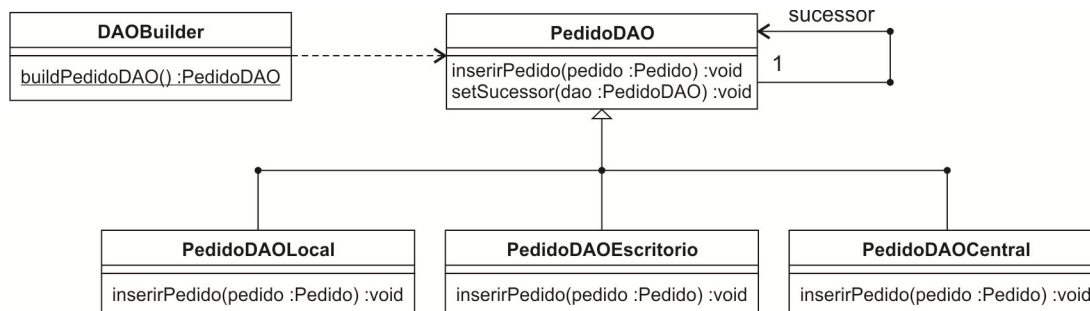 sucessor
DAOBuilder
buildPedidoDAO() :PedidoDAO
PedidoDAO
inserirPedido(pedido :Pedido) :void
setSucessor(dao :PedidoDAO) :void
1
PedidoDAOLocal
inserirPedido(pedido :Pedido) :void
PedidoDAOEscritorio
inserirPedido(pedido :Pedido) :void
PedidoDAOCentral
inserirPedido(pedido :Pedido) :void